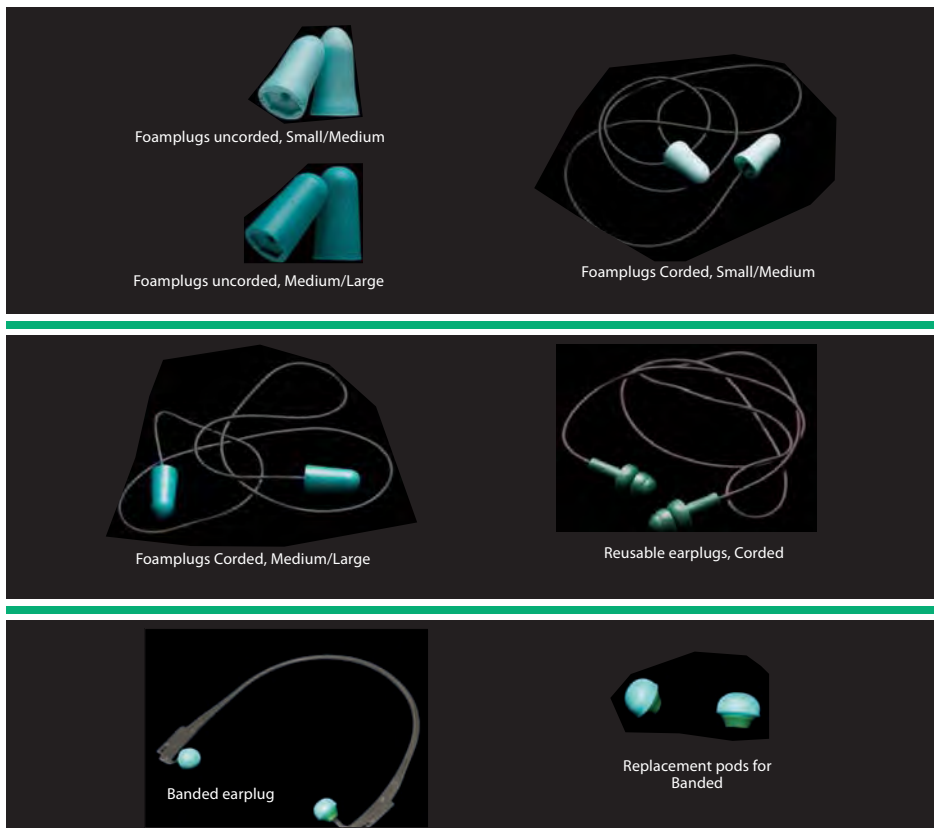 Foamplugs uncorded, Small/Medium
Foamplugs uncorded, Medium/Large
Foamplugs Corded, Small/Medium
Foamplugs Corded, Medium/Large
Reusable earplugs, Corded
Banded earplug
Replacement pods for
Banded